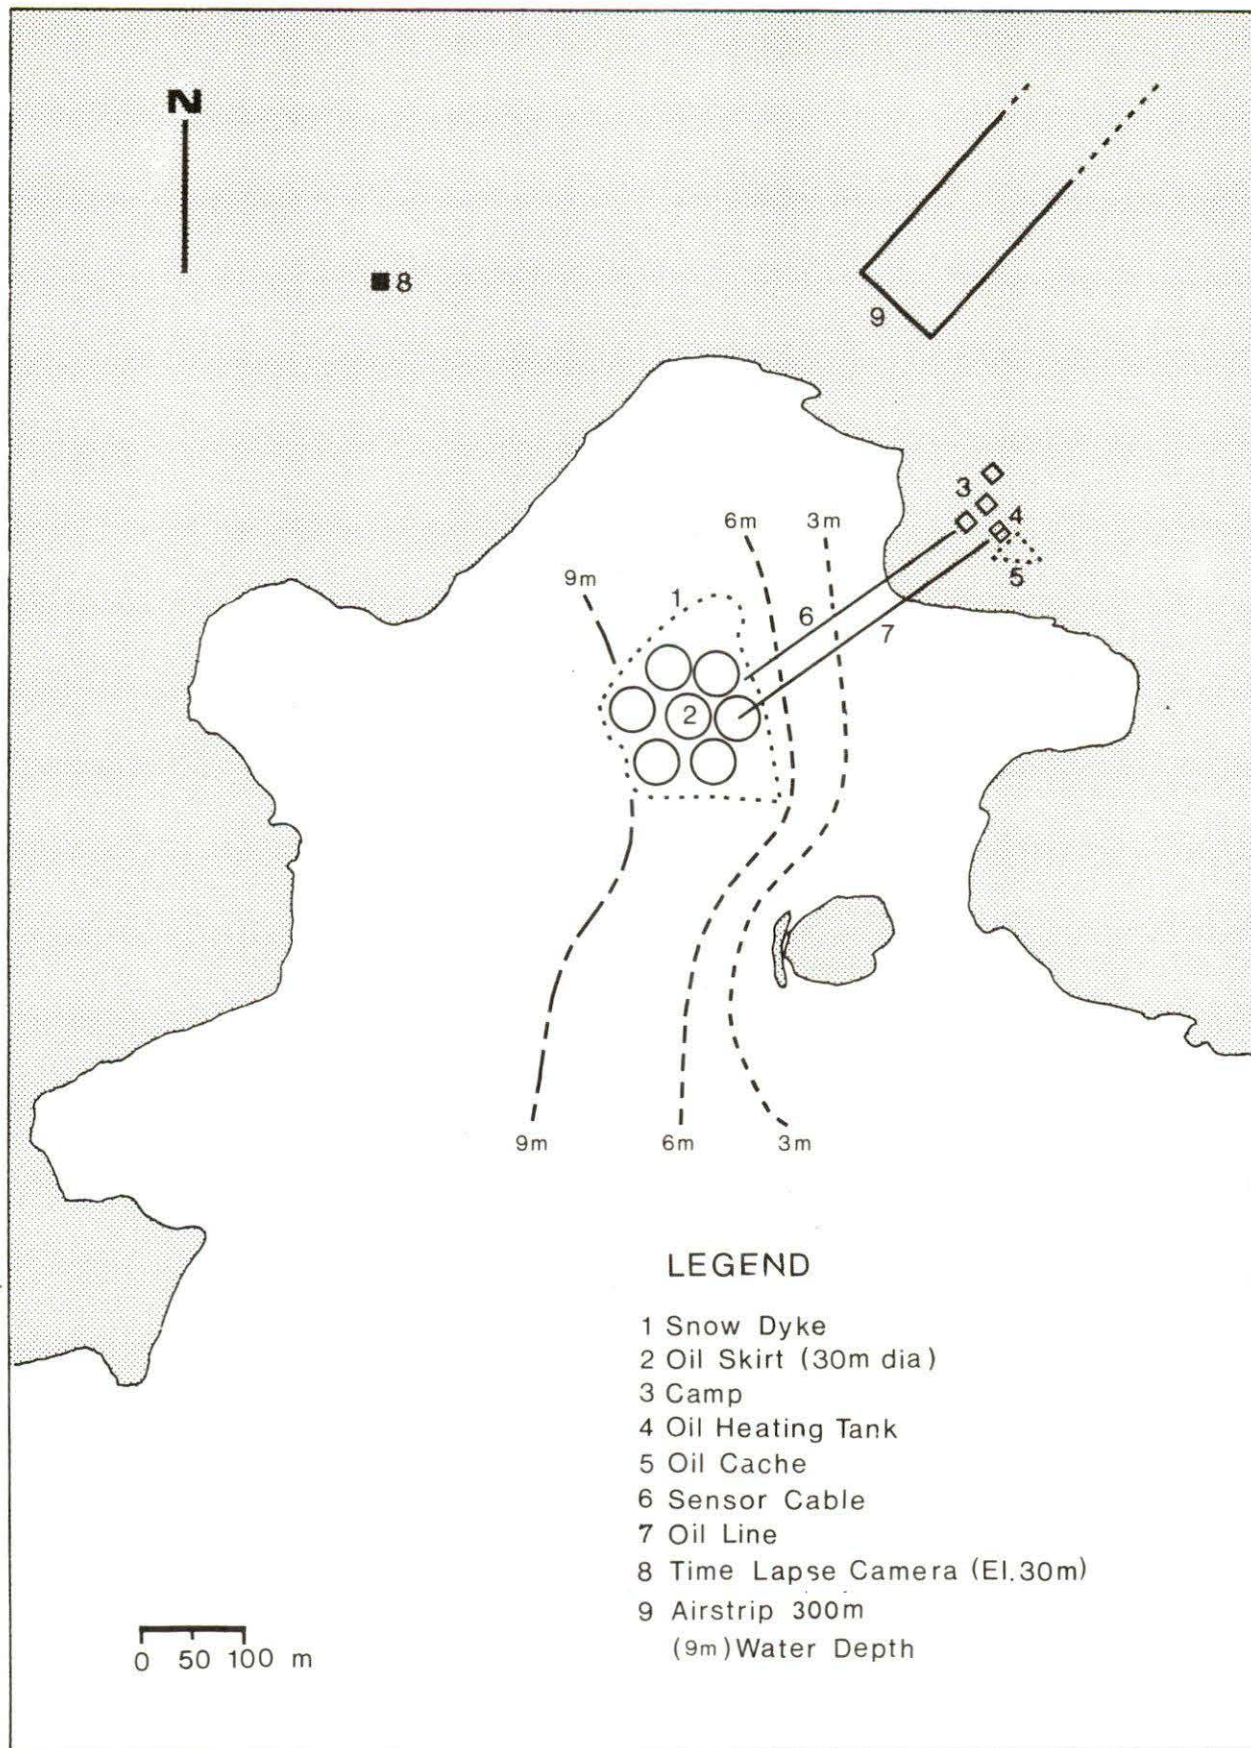 N
8
9
3
4
5
6m
3m
9m
1
6
7
2
9m
6m
3m
LEGEND
1 Snow Dyke
2 Oil Skirt (30m dia)
3 Camp
4 Oil Heating Tank
5 Oil Cache
6 Sensor Cable
7 Oil Line
8 Time Lapse Camera (El.30m)
9 Airstrip 300m
(9m) Water Depth
0 50 100 m